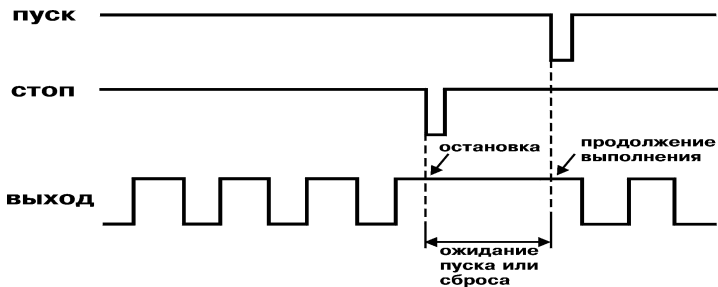 пуск
стоп
остановка
продолжение
выполнения
выход
ожидание
пуска или
сброса